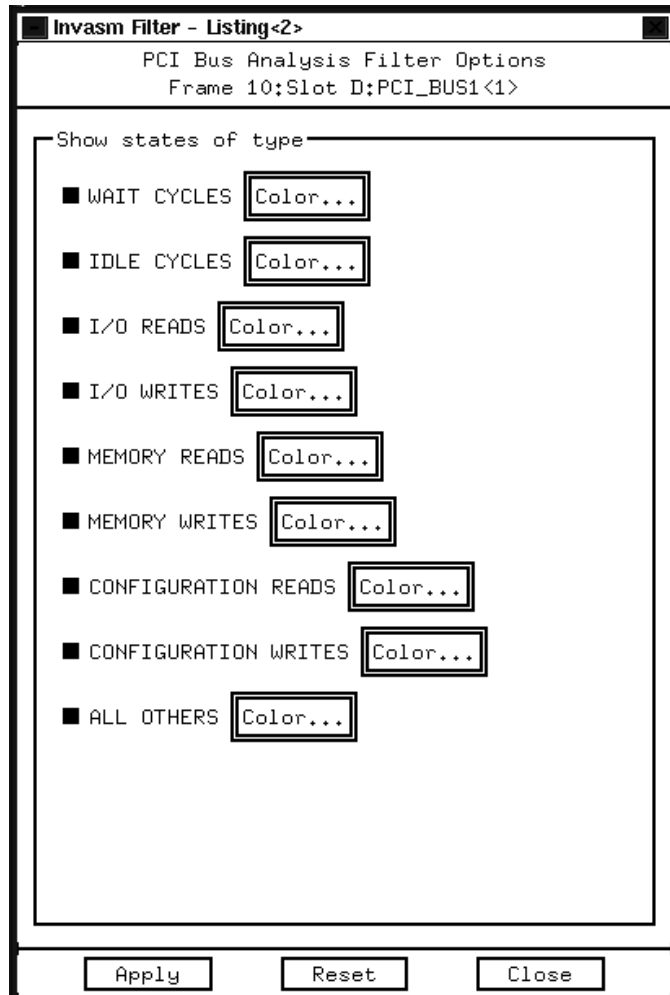 Invasm Filter - Listing<2>
PCI Bus Analysis Filter Options
Frame 10:Slot D:PCI_BUS1<1>
Show states of type
WAIT CYCLES Color...
IDLE CYCLES Color...
I/O READS Color...
I/O WRITES Color...
MEMORY READS Color...
MEMORY WRITES Color...
CONFIGURATION READS Color...
CONFIGURATION WRITES Color...
ALL OTHERS Color...
Apply Reset Close